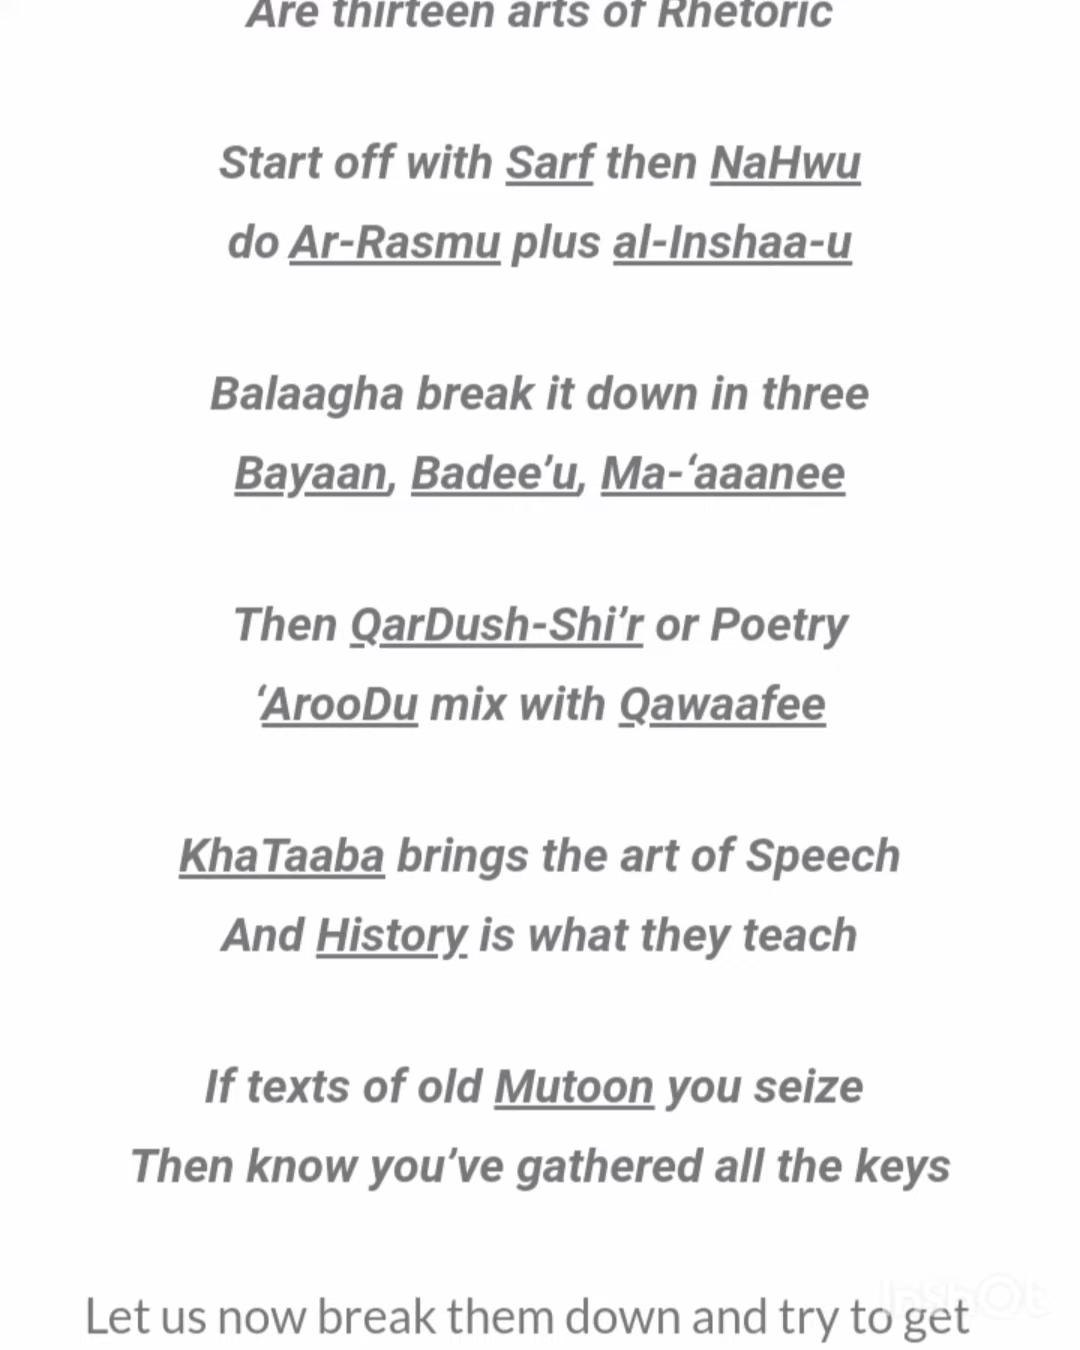 Are thirteen arts of Rhetoric
Start off with Sarf then NaHwu
do Ar-Rasmu plus al-Inshaa-u
Balaagha break it down in three
Bayaan, Badee’u, Ma-‘aaanee
Then QarDush-Shi’r or Poetry
‘ArooDu mix with Qawaafee
KhaTaaba brings the art of Speech
And History is what they teach
If texts of old Mutoon you seize
Then know you’ve gathered all the keys
Let us now break them down and try to get
InshOt